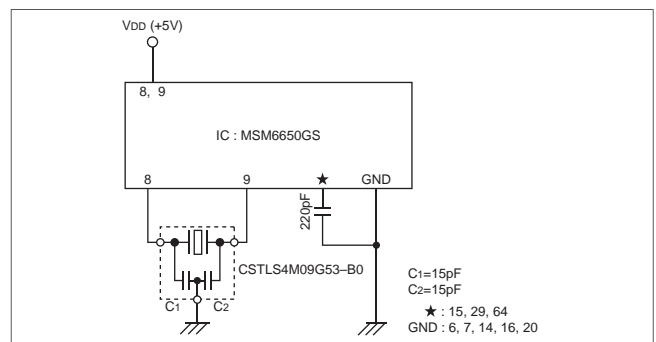 VDD (+5V)
8, 9
IC : MSM6650GS
8 9 ★ GND
220pF
CSTLS4M09G53–B0
C1 C2
C1=15pF
C2=15pF
★ : 15, 29, 64
GND : 6, 7, 14, 16, 20